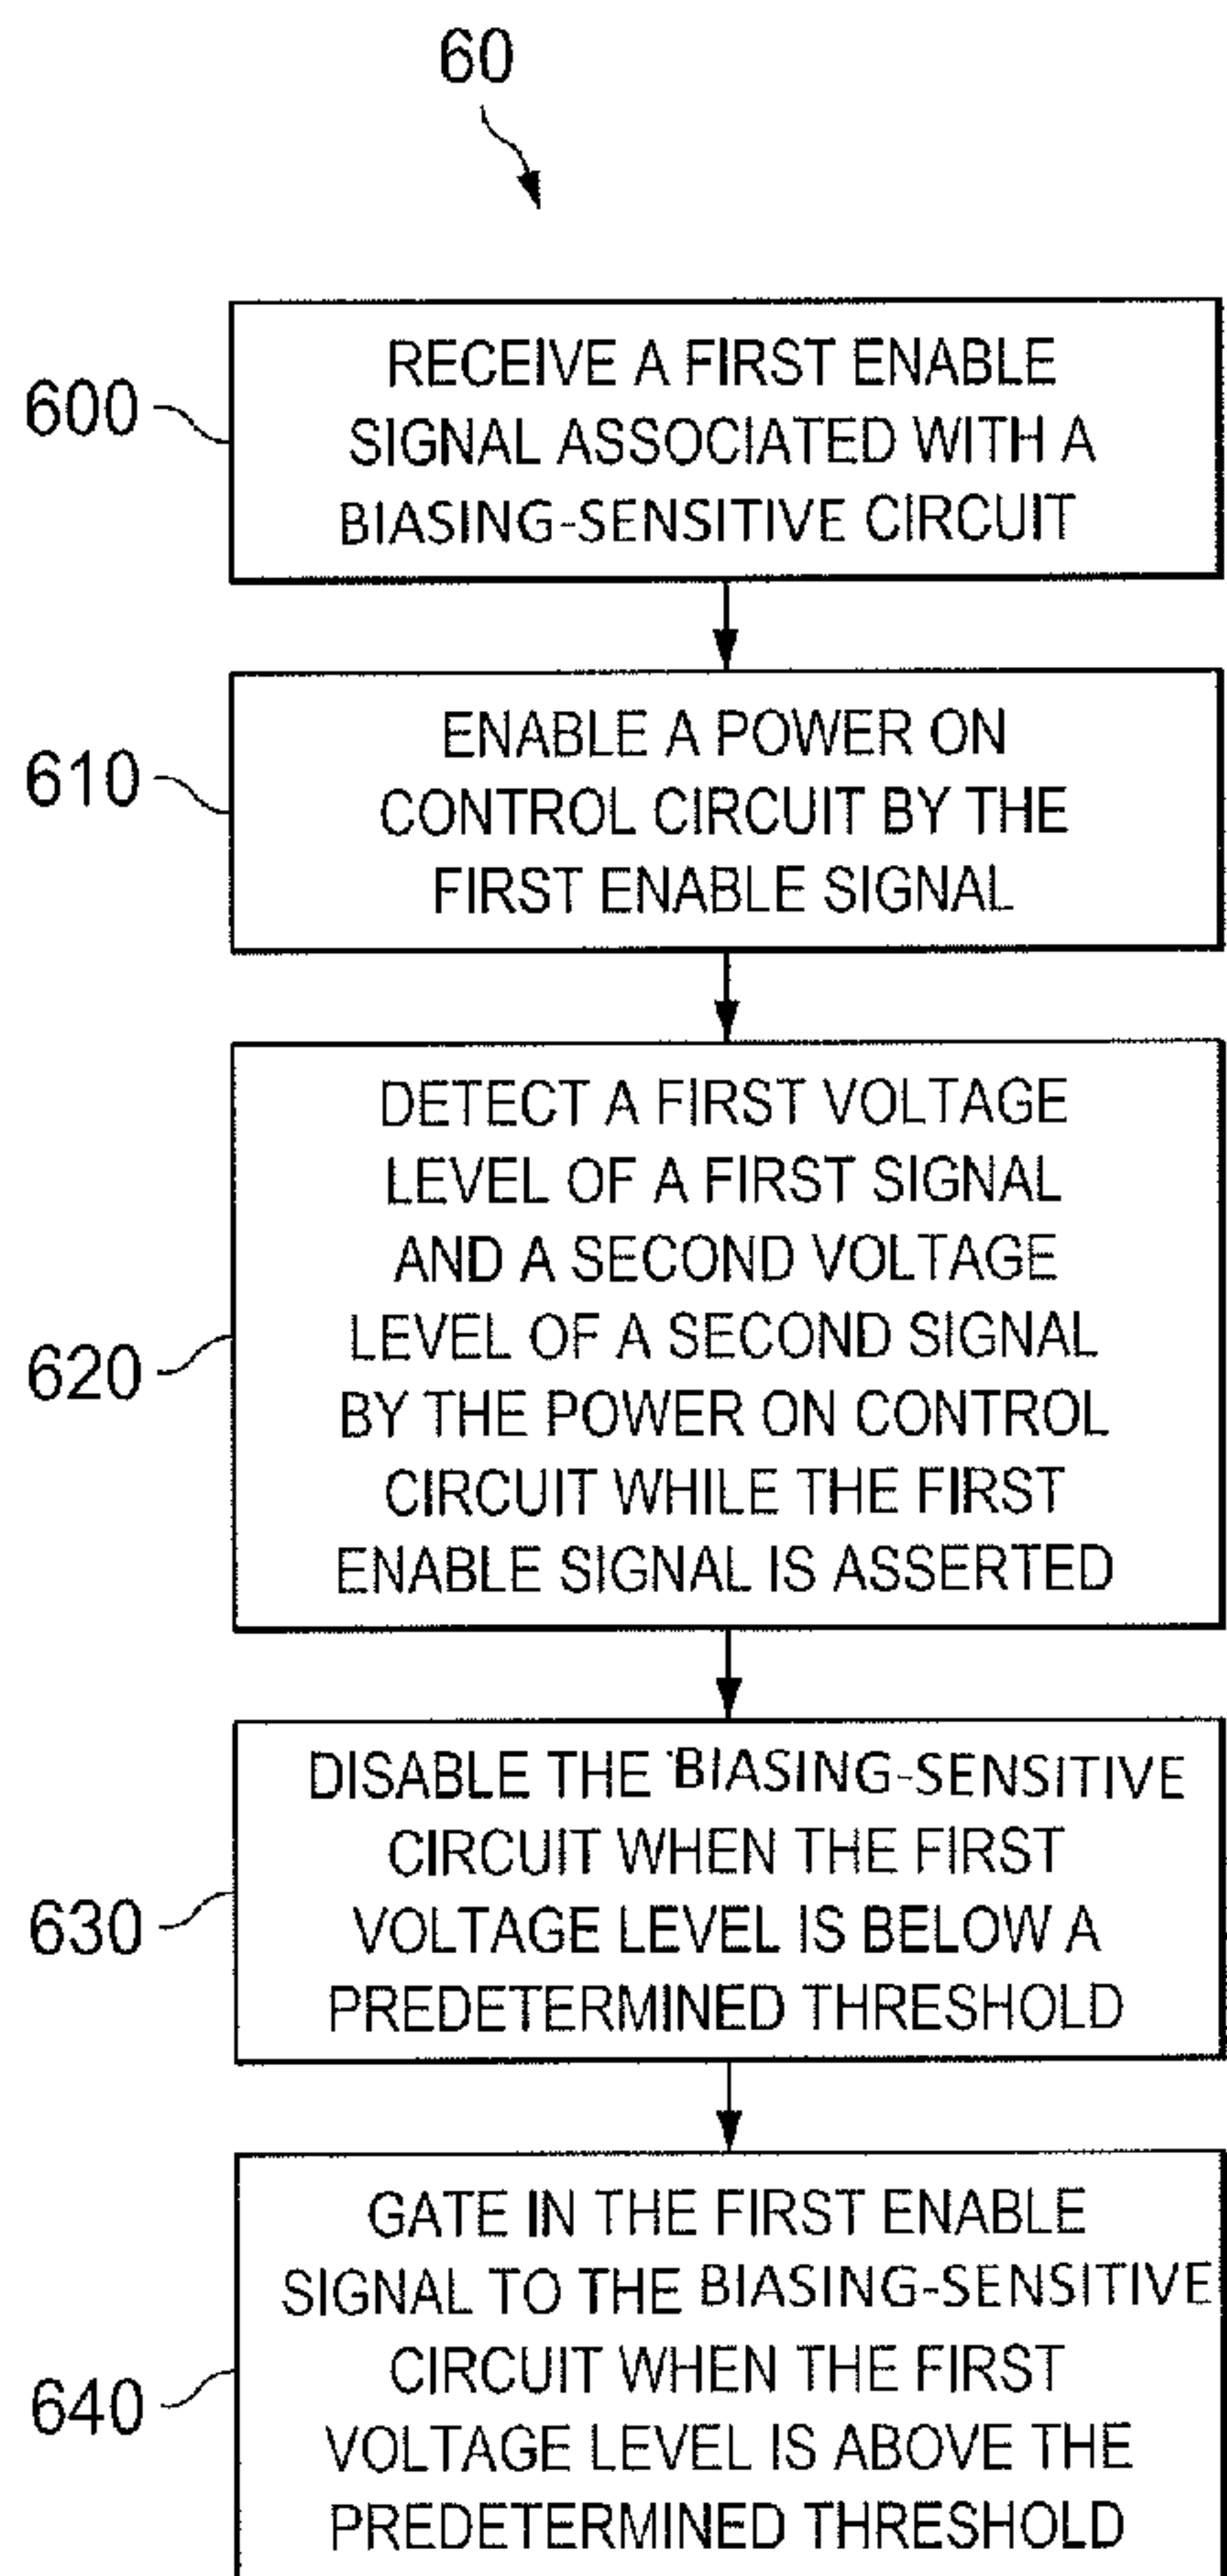 60
600
RECEIVE A FIRST ENABLE
SIGNAL ASSOCIATED WITH A
BIASING-SENSITIVE CIRCUIT
610
ENABLE A POWER ON
CONTROL CIRCUIT BY THE
FIRST ENABLE SIGNAL
620
DETECT A FIRST VOLTAGE
LEVEL OF A FIRST SIGNAL
AND A SECOND VOLTAGE
LEVEL OF A SECOND SIGNAL
BY THE POWER ON CONTROL
CIRCUIT WHILE THE FIRST
ENABLE SIGNAL IS ASSERTED
630
DISABLE THE BIASING-SENSITIVE
CIRCUIT WHEN THE FIRST
VOLTAGE LEVEL IS BELOW A
PREDETERMINED THRESHOLD
640
GATE IN THE FIRST ENABLE
SIGNAL TO THE BIASING-SENSITIVE
CIRCUIT WHEN THE FIRST
VOLTAGE LEVEL IS ABOVE THE
PREDETERMINED THRESHOLD